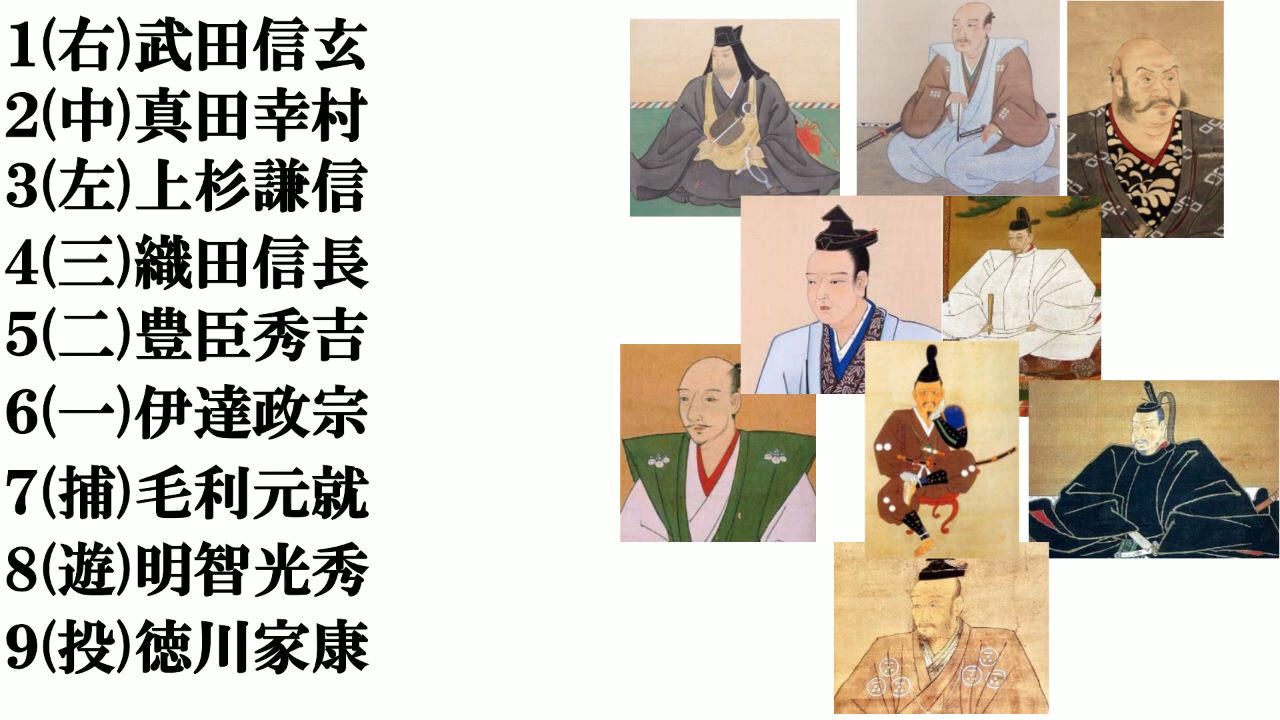 1(右)武田信玄
2(中)真田幸村
3(左)上杉謙信
4(三)織田信長
5(二)豊臣秀吉
6(一)伊達政宗
7(捕)毛利元就
8(遊)明智光秀
9(投)徳川家康